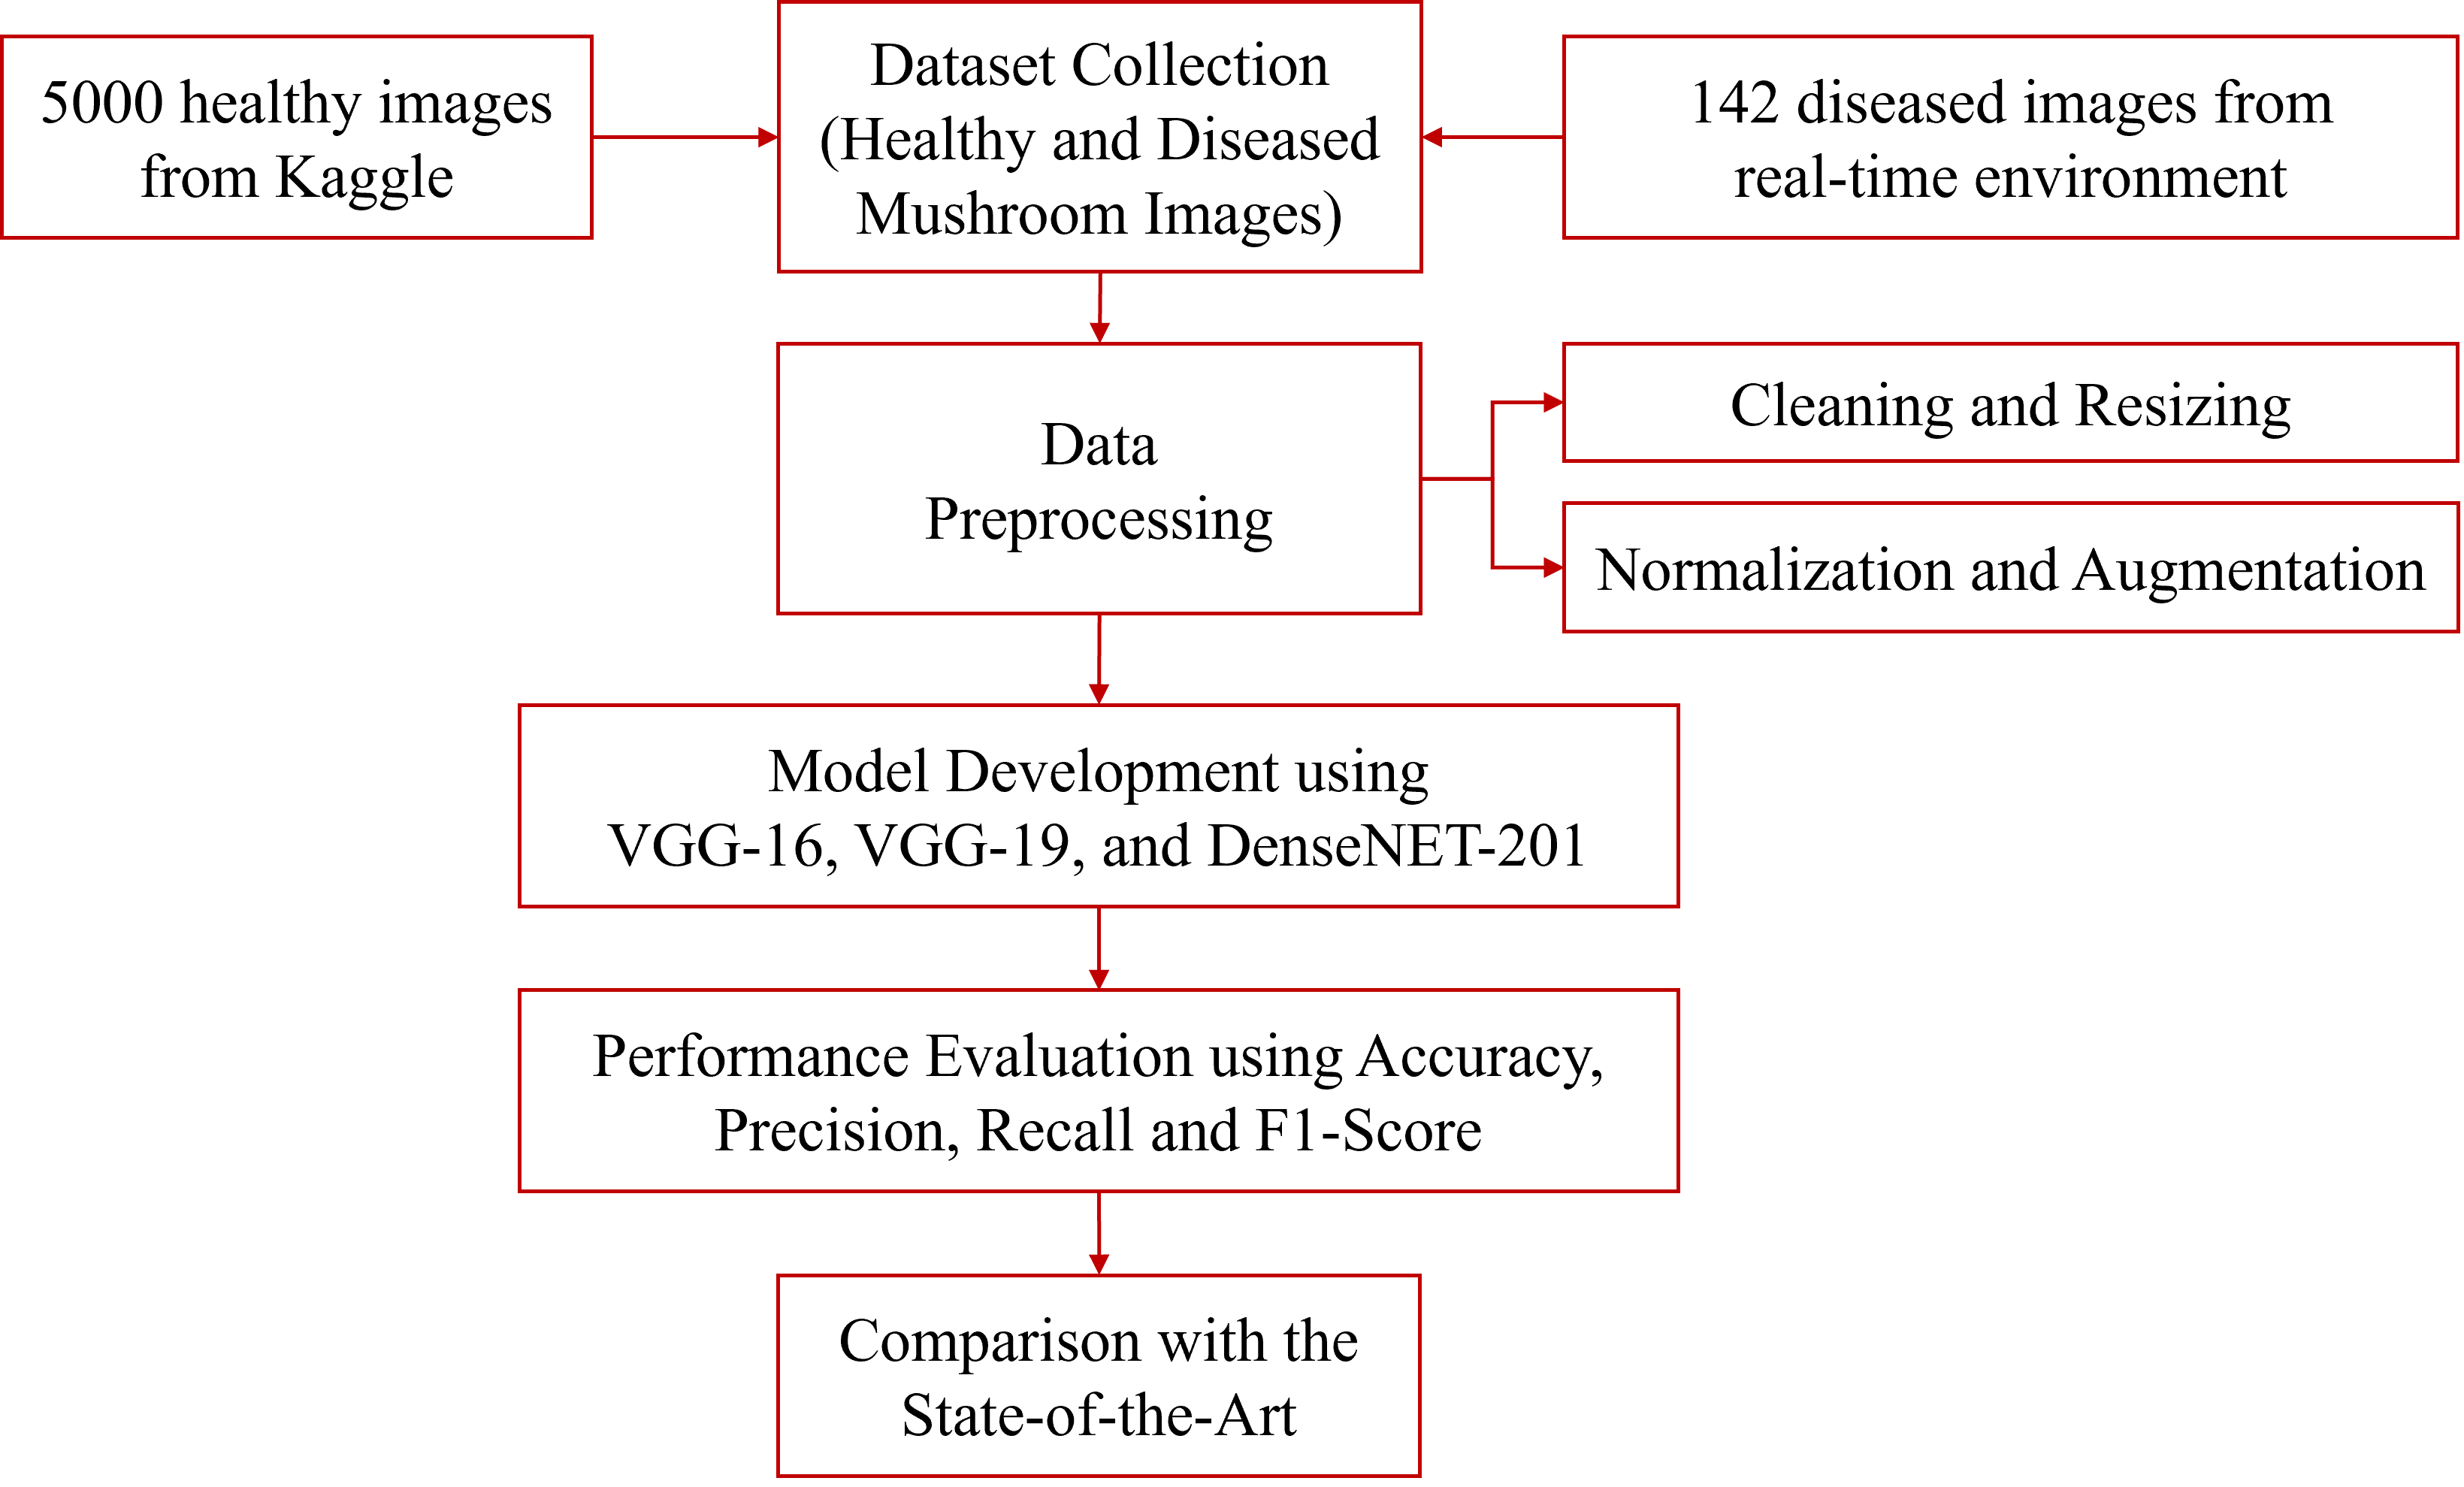 5000 healthy images
from Kaggle
Dataset Collection
(Healthy and Diseased
Mushroom Images)
142 diseased images from
real-time environment
Data
Preprocessing
Cleaning and Resizing
Normalization and Augmentation
Model Development using
VGG-16, VGG-19, and DenseNET-201
Perfomance Evaluation using Accuracy,
Precision, Recall and F1-Score
Comparison with the
State-of-the-Art